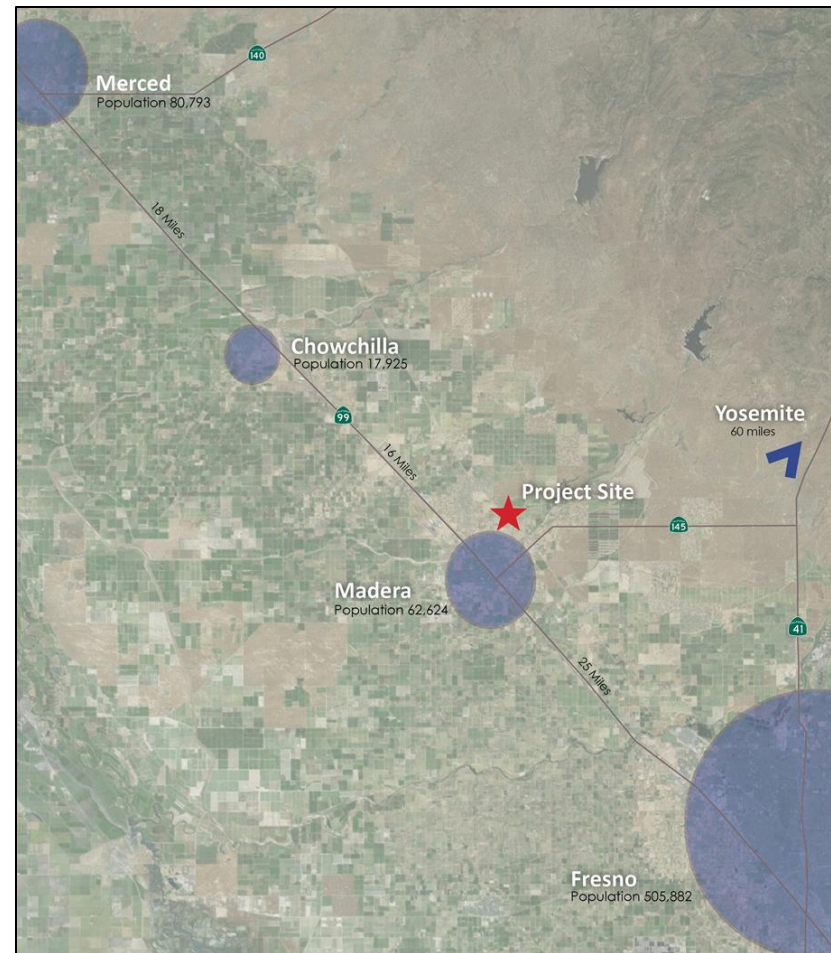 140
Merced
Population 80,793
18 Miles
Chowchilla
Population 17,925
99
16 Miles
Yosemite
60 miles
Project Site
145
Madera
Population 62,624
41
25 Miles
Fresno
Population 505,882